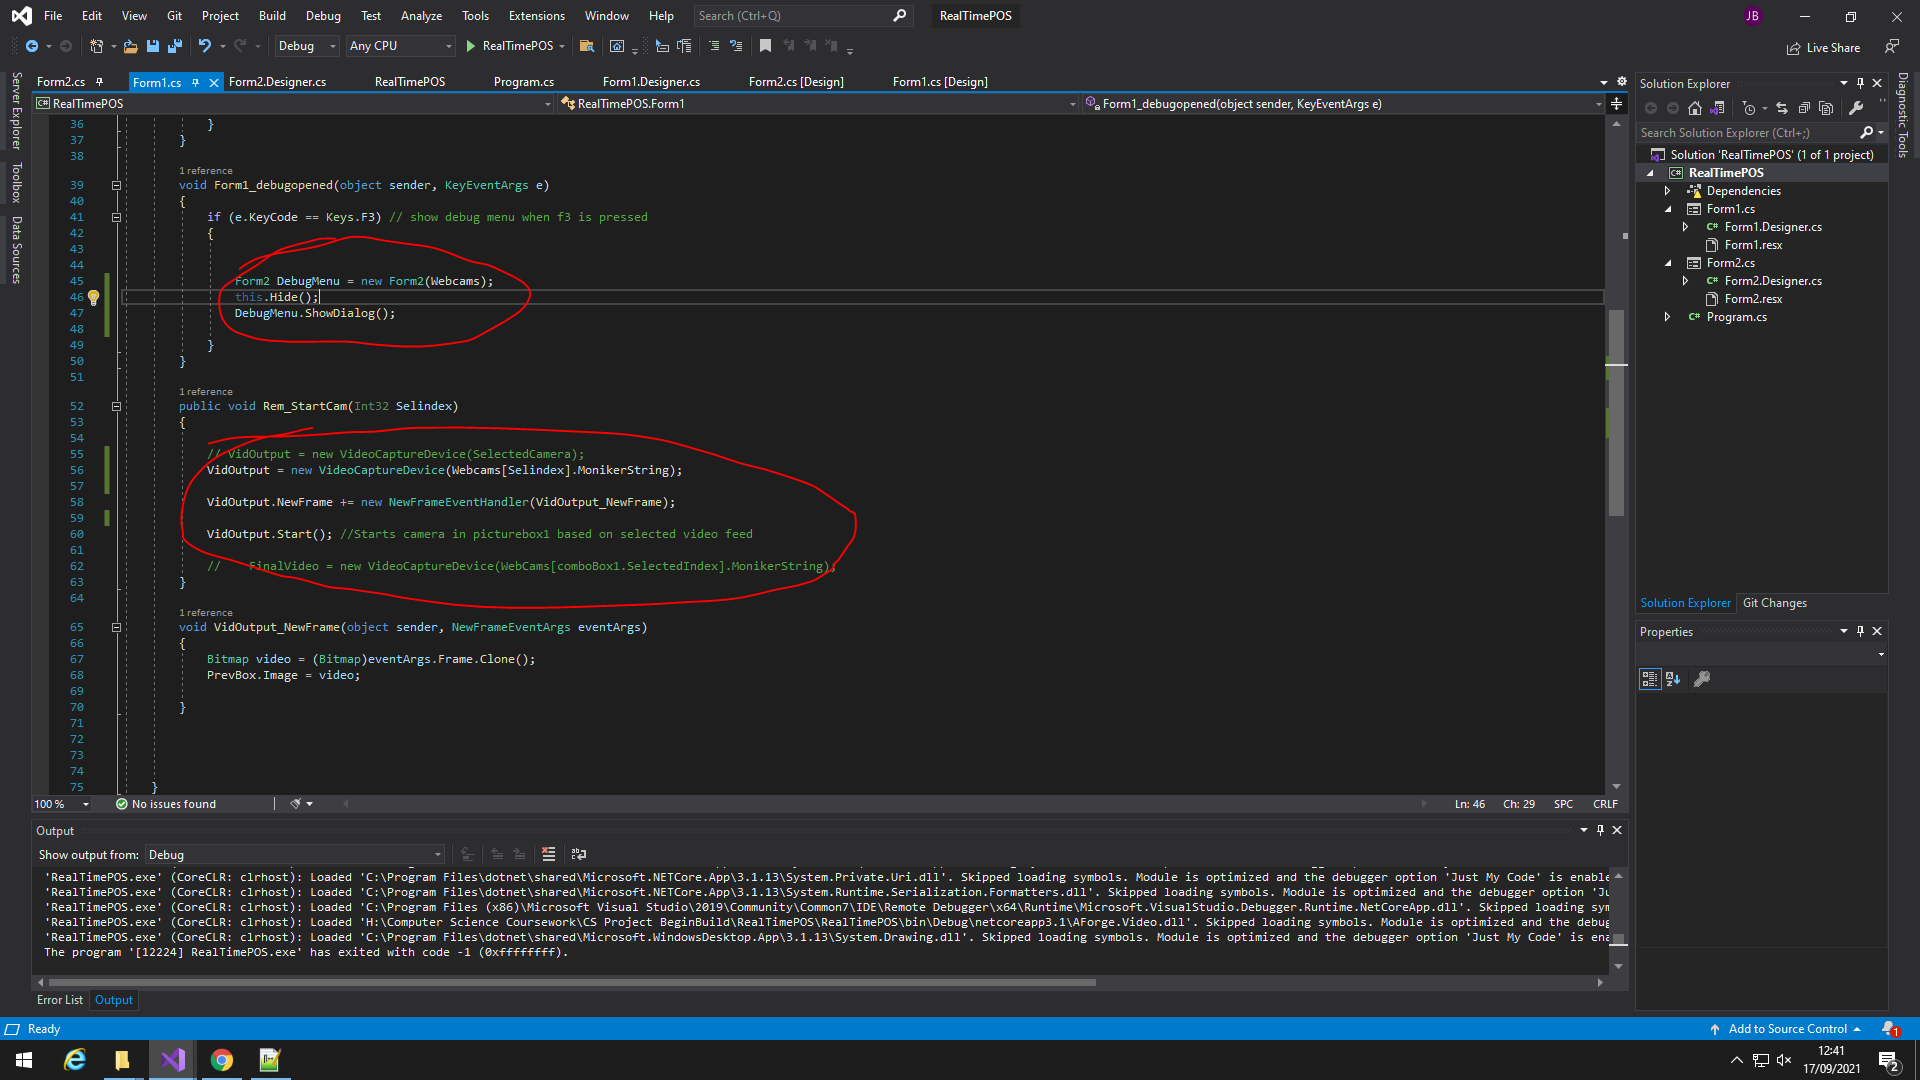 File Edit View Git Project Build Debug Test Analyze Tools Extensions Window Help Search (Ctrl+Q) RealTimePOS JB
Debug Any CPU RealTimePOS Live Share
Form2.cs Form1.cs Form2.Designer.cs RealTimePOS Program.cs Form1.Designer.cs Form2.cs [Design] Form1.cs [Design]
RealTimePOS RealTimePOS.Form1 Form1_debugopened(object sender, KeyEventArgs e)
Server Explorer
Toolbox
Data Sources
36 }
37 }
38
1 reference
39 void Form1_debugopened(object sender, KeyEventArgs e)
40 {
41 if (e.KeyCode == Keys.F3) // show debug menu when f3 is pressed
42 {
43
44
45 Form2 DebugMenu = new Form2(Webcams);
46 this.Hide();
47 DebugMenu.ShowDialog();
48
49 }
50 }
51
1 reference
52 public void Rem_StartCam(Int32 Selindex)
53 {
54
55 // VidOutput = new VideoCaptureDevice(SelectedCamera);
56 VidOutput = new VideoCaptureDevice(Webcams[Selindex].MonikerString);
57
58 VidOutput.NewFrame += new NewFrameEventHandler(VidOutput_NewFrame);
59
60 VidOutput.Start(); //Starts camera in picturebox1 based on selected video feed
61
62 // FinalVideo = new VideoCaptureDevice(WebCams[comboBox1.SelectedIndex].MonikerString);
63 }
64
1 reference
65 void VidOutput_NewFrame(object sender, NewFrameEventArgs eventArgs)
66 {
67 Bitmap video = (Bitmap)eventArgs.Frame.Clone();
68 PrevBox.Image = video;
69
70 }
71
72
73
74
75 }
100 % No issues found Ln: 46 Ch: 29 SPC CRLF
Output
Show output from: Debug
'RealTimePOS.exe' (CoreCLR: clrhost): Loaded 'C:\Program Files\dotnet\shared\Microsoft.NETCore.App\3.1.13\System.Private.Uri.dll'. Skipped loading symbols. Module is optimized and the debugger option 'Just My Code' is enable
'RealTimePOS.exe' (CoreCLR: clrhost): Loaded 'C:\Program Files\dotnet\shared\Microsoft.NETCore.App\3.1.13\System.Runtime.Serialization.Formatters.dll'. Skipped loading symbols. Module is optimized and the debugger option 'Ju
'RealTimePOS.exe' (CoreCLR: clrhost): Loaded 'C:\Program Files (x86)\Microsoft Visual Studio\2019\Community\Common7\IDE\Remote Debugger\x64\Runtime\Microsoft.VisualStudio.Debugger.Runtime.NetCoreApp.dll'. Skipped loading sym
'RealTimePOS.exe' (CoreCLR: clrhost): Loaded 'H:\Computer Science Coursework\CS Project BeginBuild\RealTimePOS\RealTimePOS\bin\Debug\netcoreapp3.1\AForge.Video.dll'. Skipped loading symbols. Module is optimized and the debug
'RealTimePOS.exe' (CoreCLR: clrhost): Loaded 'C:\Program Files\dotnet\shared\Microsoft.WindowsDesktop.App\3.1.13\System.Drawing.dll'. Skipped loading symbols. Module is optimized and the debugger option 'Just My Code' is ena
The program '[12224] RealTimePOS.exe' has exited with code -1 (0xffffffff).
Error List Output
Solution Explorer
Search Solution Explorer (Ctrl+;)
Solution 'RealTimePOS' (1 of 1 project)
RealTimePOS
Dependencies
Form1.cs
Form1.Designer.cs
Form1.resx
Form2.cs
Form2.Designer.cs
Form2.resx
Program.cs
Solution Explorer Git Changes
Properties
Diagnostic Tools
Ready Add to Source Control 1
12:41
17/09/2021 2